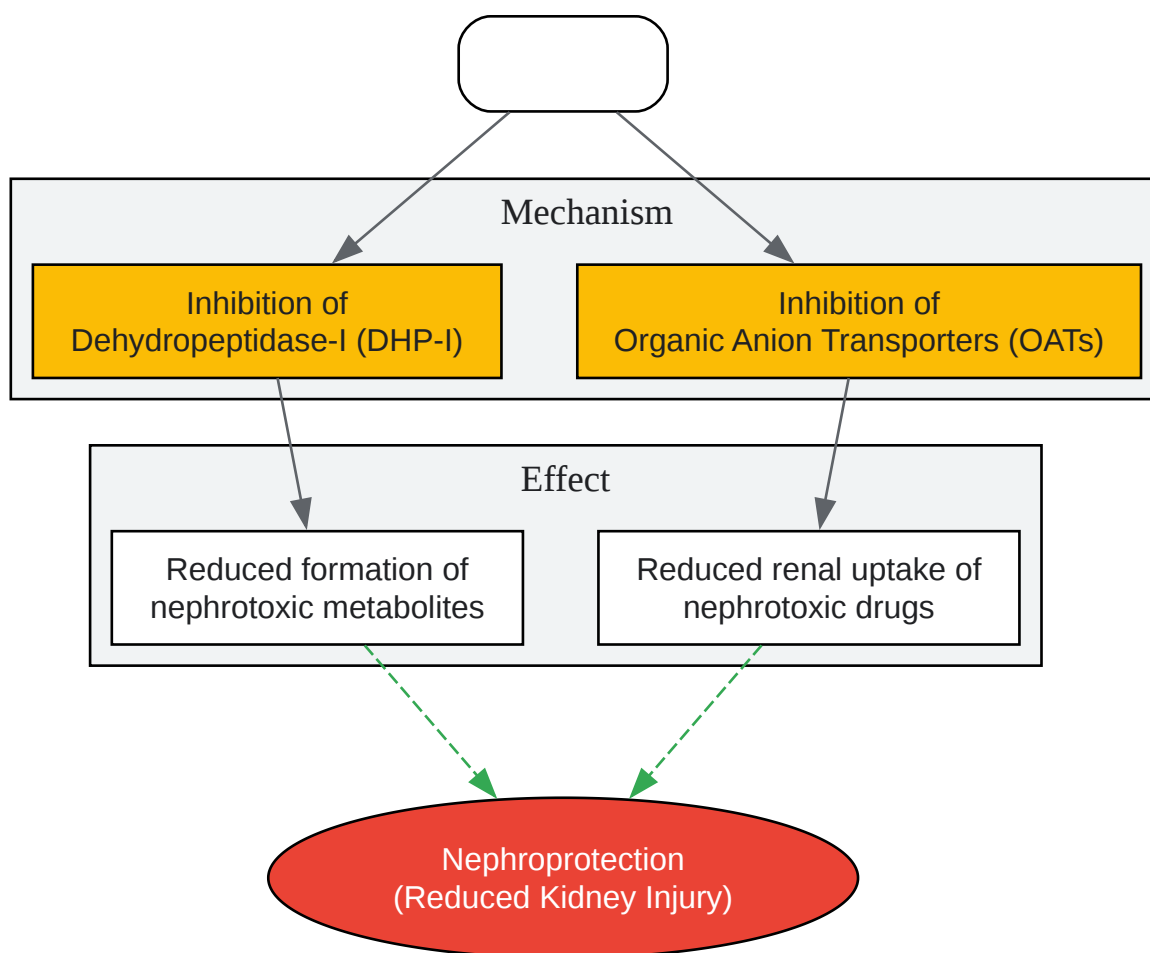 Mechanism
Inhibition of
Dehydropeptidase-I (DHP-I)
Inhibition of
Organic Anion Transporters (OATs)
Effect
Reduced formation of
nephrotoxic metabolites
Reduced renal uptake of
nephrotoxic drugs
Nephroprotection
(Reduced Kidney Injury)